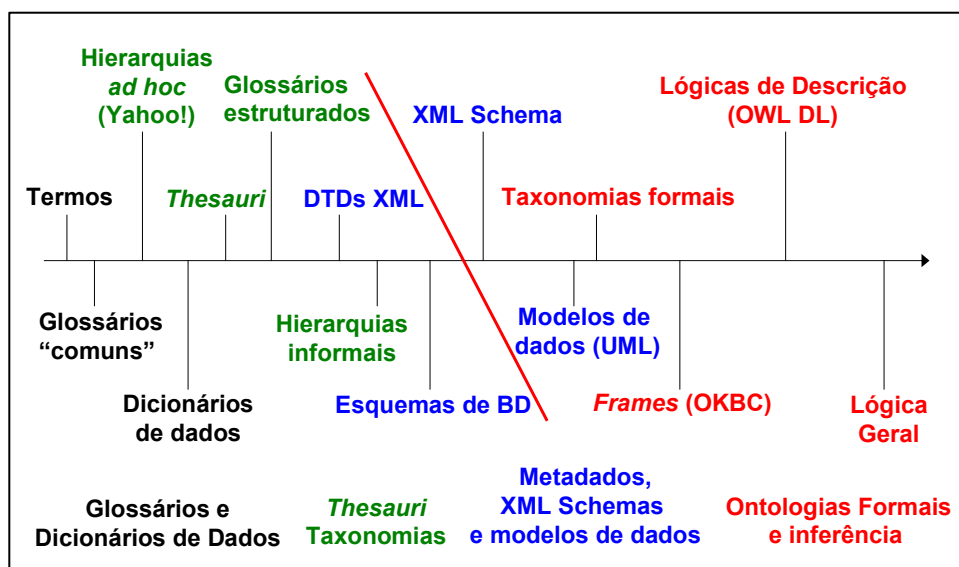 Hierarquias
ad hoc
(Yahoo!)
Glossários
estruturados
XML Schema
Lógicas de Descrição
(OWL DL)
Termos
Thesauri
DTDs XML
Taxonomias formais
Glossários
“comuns”
Hierarquias
informais
Modelos de
dados (UML)
Dicionários
de dados
Esquemas de BD
Frames (OKBC)
Lógica
Geral
Glossários e
Dicionários de Dados
Thesauri
Taxonomias
Metadados,
XML Schemas
e modelos de dados
Ontologias Formais
e inferência